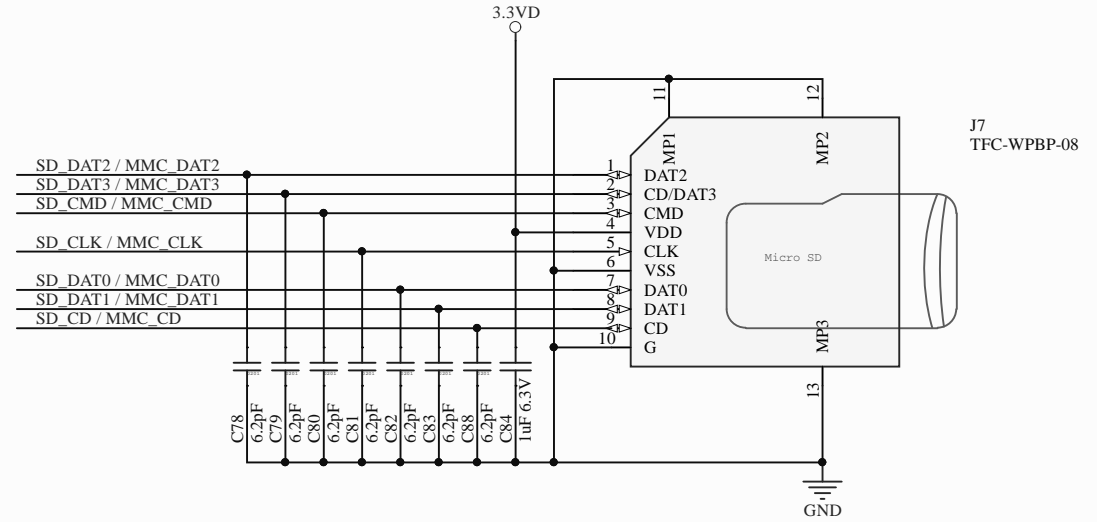 3.3VD
11
12
J7
TFC-WPBP-08
MP1
MP2
SD_DAT2 / MMC_DAT2
1
DAT2
SD_DAT3 / MMC_DAT3
2
CD/DAT3
SD_CMD / MMC_CMD
3
CMD
4
VDD
SD_CLK / MMC_CLK
5
CLK
Micro SD
6
VSS
SD_DAT0 / MMC_DAT0
7
DAT0
SD_DAT1 / MMC_DAT1
8
DAT1
SD_CD / MMC_CD
9
CD
10
G
MP3
13
C78
6.2pF
C79
6.2pF
C80
6.2pF
C81
6.2pF
C82
6.2pF
C83
6.2pF
C88
6.2pF
C84
1uF 6.3V
GND